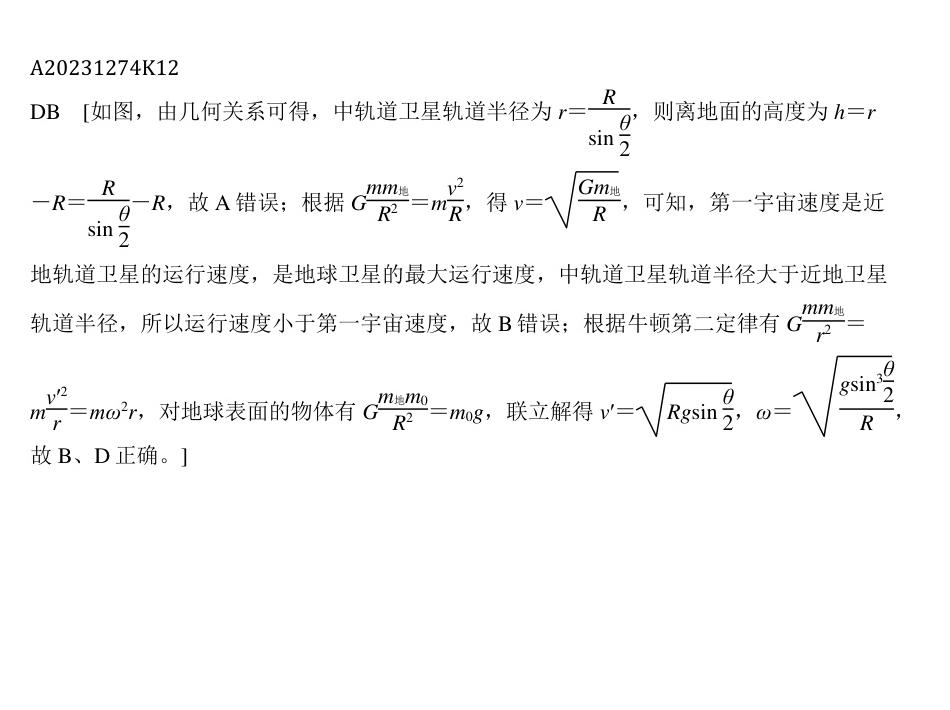 A20231274K12
DB [如图，由几何关系可得，中轨道卫星轨道半径为 r＝\frac{R}{\sin\frac{θ}{2}}，则离地面的高度为 h＝r
－R＝\frac{R}{\sin\frac{θ}{2}}－R，故 A 错误；根据 G\frac{mm_{地}}{R^2}＝m\frac{v^2}{R}，得 v＝\sqrt{\frac{Gm_{地}}{R}}，可知，第一宇宙速度是近
地轨道卫星的运行速度，是地球卫星的最大运行速度，中轨道卫星轨道半径大于近地卫星
轨道半径，所以运行速度小于第一宇宙速度，故 B 错误；根据牛顿第二定律有 G\frac{mm_{地}}{r^2}＝
m\frac{v'^2}{r}＝mω^2r，对地球表面的物体有 G\frac{m_{地}m_0}{R^2}＝m_0g，联立解得 v'＝\sqrt{Rg\sin\frac{θ}{2}}，ω＝\sqrt{\frac{g\sin^3\frac{θ}{2}}{R}}，
故 B、D 正确。]